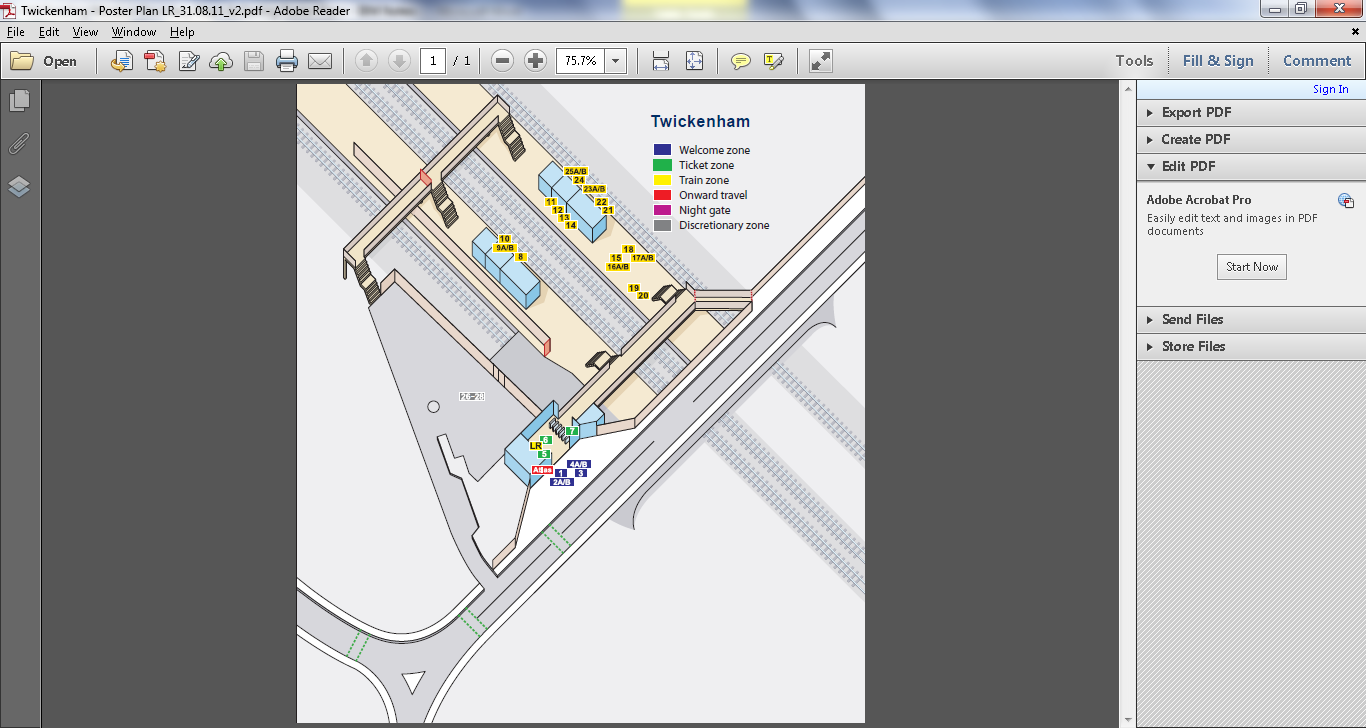 Twickenham - Poster Plan LR_31.08.11_v2.pdf - Adobe Reader
File Edit View Window Help
Open 1 / 1 75.7% Tools Fill & Sign Comment
Sign In
Export PDF
Create PDF
Edit PDF
Adobe Acrobat Pro
Easily edit text and images in PDF
documents
Start Now
Send Files
Store Files
Twickenham
Welcome zone
Ticket zone
Train zone
Onward travel
Night gate
Discretionary zone
25A/B
24
23A/B
11
22
12
21
13
14
10
9A/B
8
18
15
17A/B
16A/B
19
20
26-28
7
6
LR
5
4A/B
Atlas
1
3
2A/B